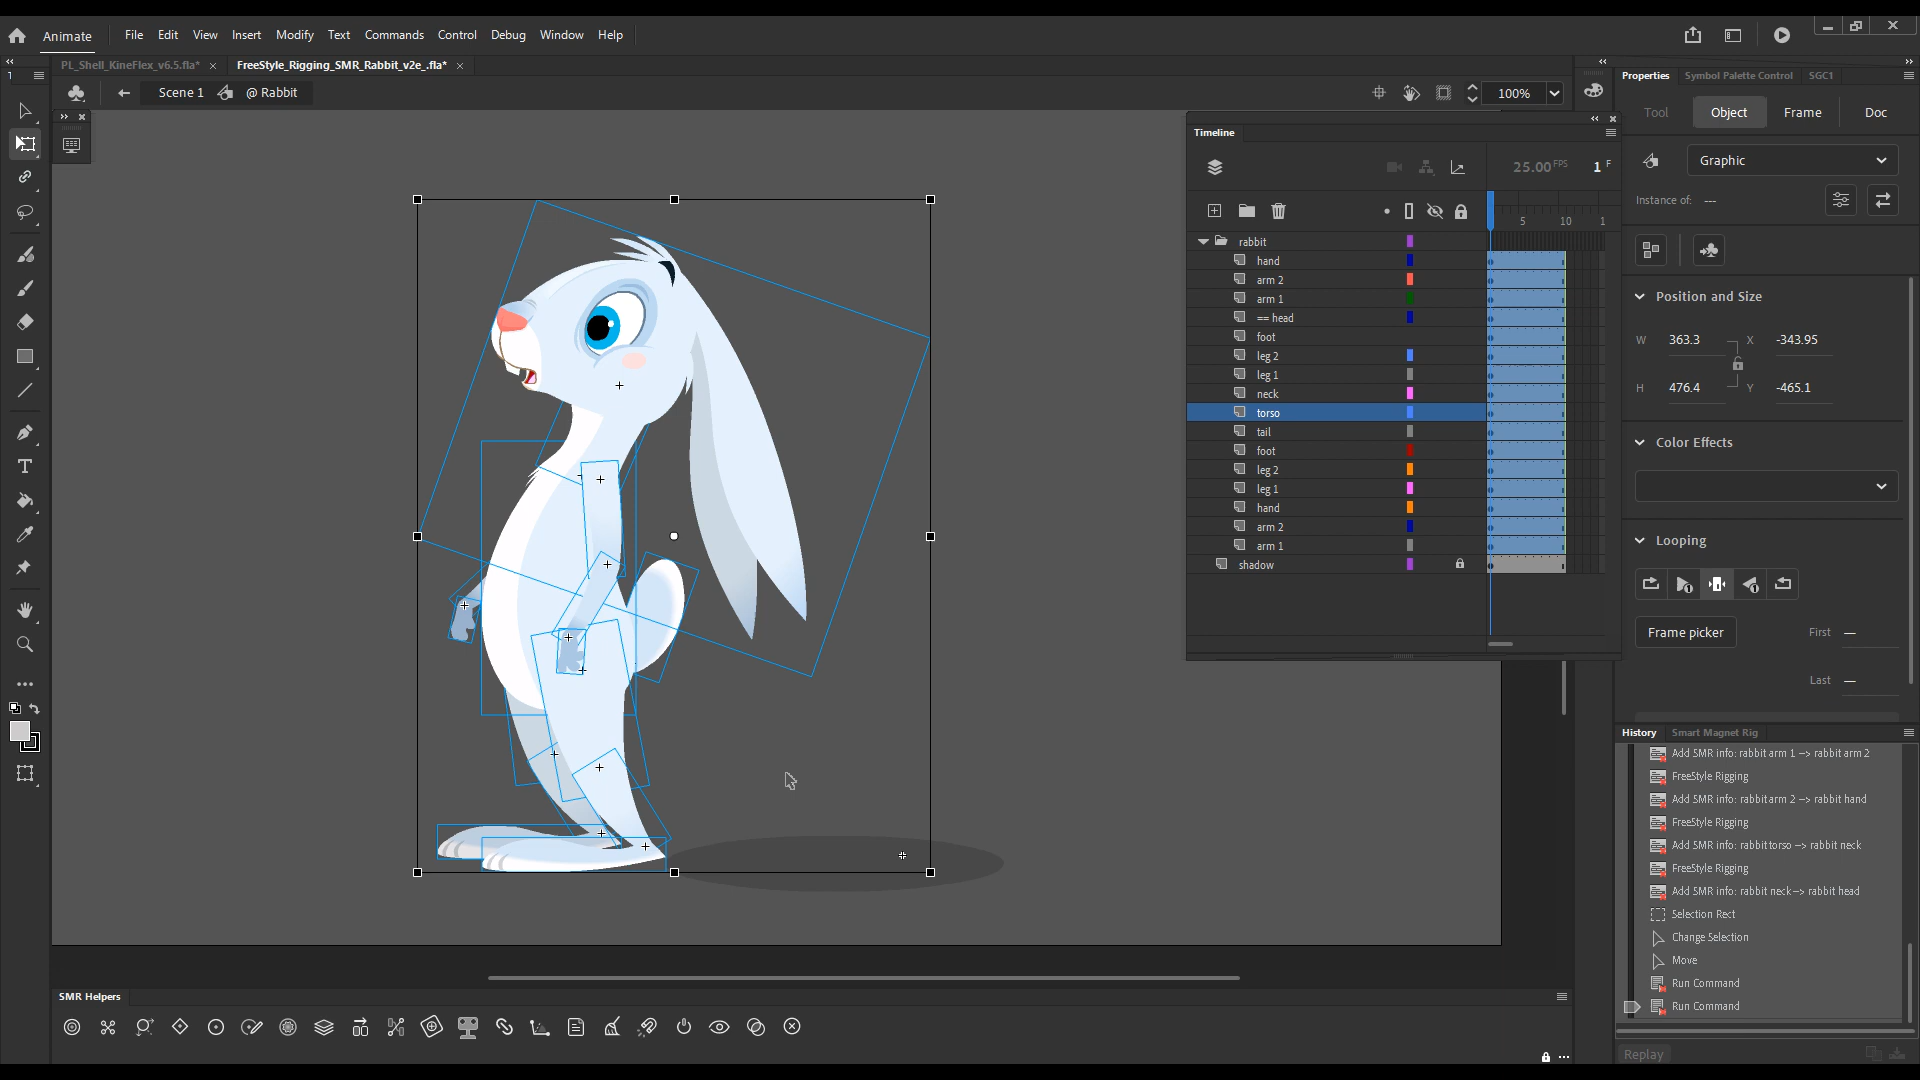 Animate File Edit View Insert Modify Text Commands Control Debug Window Help
PL_Shell_KineFlex_v6.5.fla* FreeStyle_Rigging_SMR_Rabbit_v2e_.fla*
Scene 1 @ Rabbit 100%
Timeline
25.00 FPS 1 F
5 10 1
rabbit
hand
arm 2
arm 1
== head
foot
leg 2
leg 1
neck
torso
tail
foot
leg 2
leg 1
hand
arm 2
arm 1
shadow
Properties Symbol Palette Control SGC1
Tool Object Frame Doc
Graphic
Instance of: ---
Position and Size
W 363.3 X -343.95
H 476.4 Y -465.1
Color Effects
Looping
Frame picker First —
Last —
History Smart Magnet Rig
Add SMR info: rabbit arm 1 --> rabbit arm 2
FreeStyle Rigging
Add SMR info: rabbit arm 2 --> rabbit hand
FreeStyle Rigging
Add SMR info: rabbit torso --> rabbit neck
FreeStyle Rigging
Add SMR info: rabbit neck --> rabbit head
Selection Rect
Change Selection
Move
Run Command
Run Command
Replay
SMR Helpers